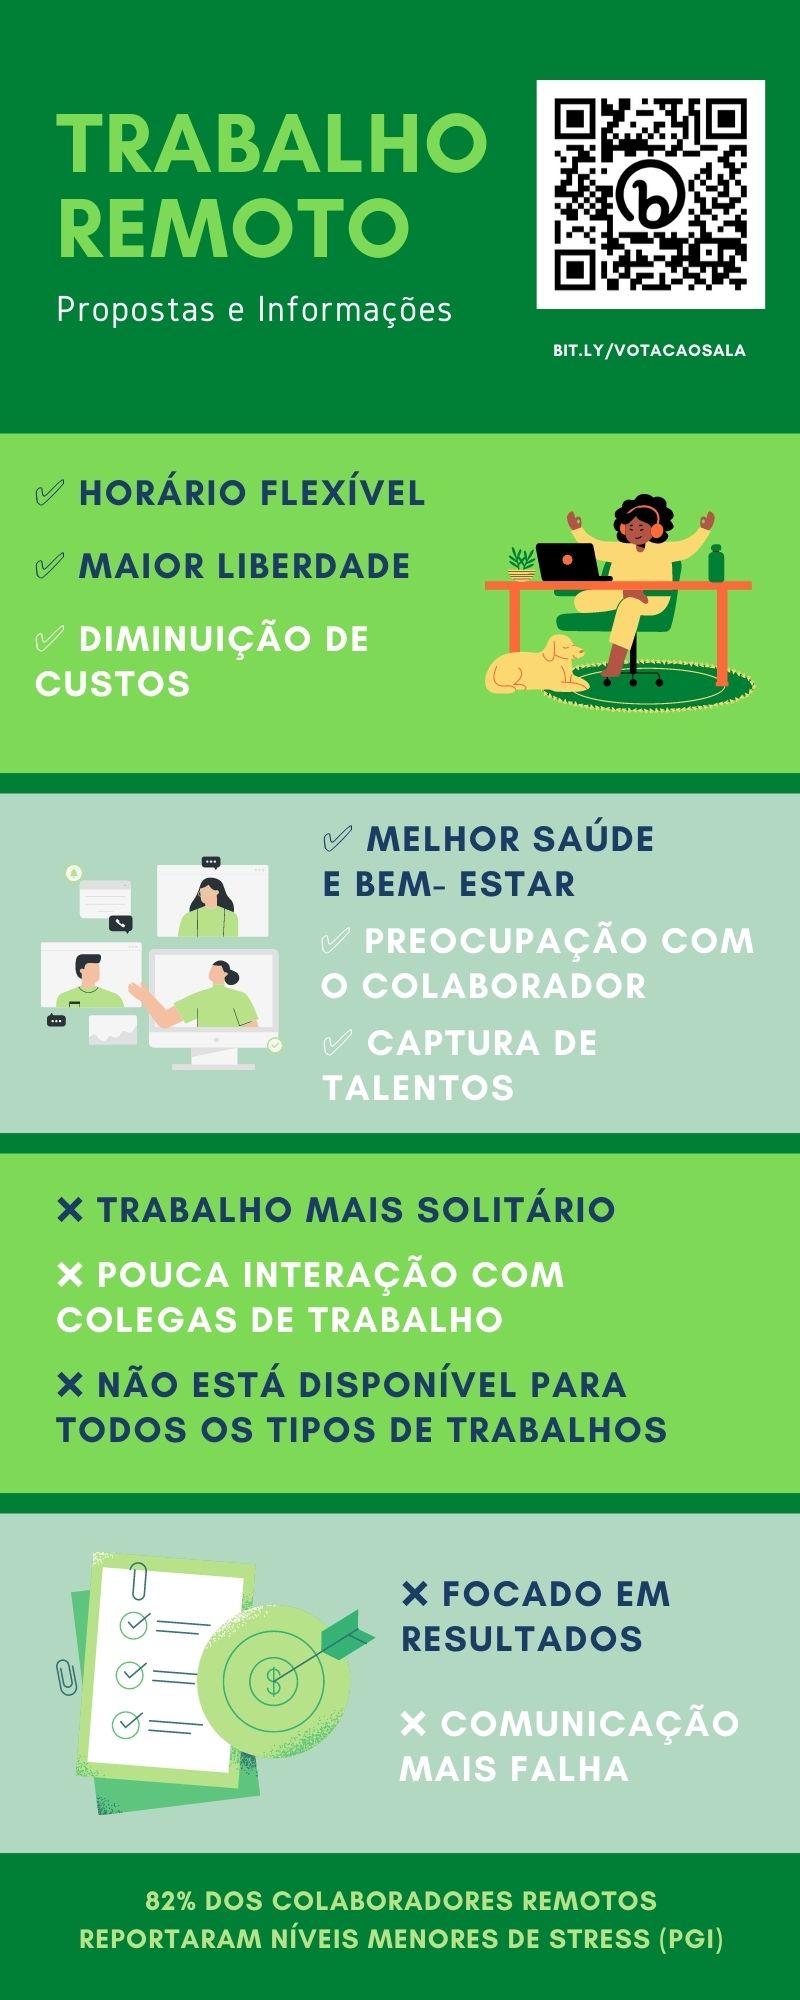 TRABALHO
REMOTO
Propostas e Informações
BIT.LY/VOTACAOSALA
✅ HORÁRIO FLEXÍVEL
✅ MAIOR LIBERDADE
✅ DIMINUIÇÃO DE
CUSTOS
✅ MELHOR SAÚDE
E BEM- ESTAR
✅ PREOCUPAÇÃO COM
O COLABORADOR
✅ CAPTURA DE
TALENTOS
❌ TRABALHO MAIS SOLITÁRIO
❌ POUCA INTERAÇÃO COM
COLEGAS DE TRABALHO
❌ NÃO ESTÁ DISPONÍVEL PARA
TODOS OS TIPOS DE TRABALHOS
❌ FOCADO EM
RESULTADOS
❌ COMUNICAÇÃO
MAIS FALHA
$
82% DOS COLABORADORES REMOTOS
REPORTARAM NÍVEIS MENORES DE STRESS (PGI)